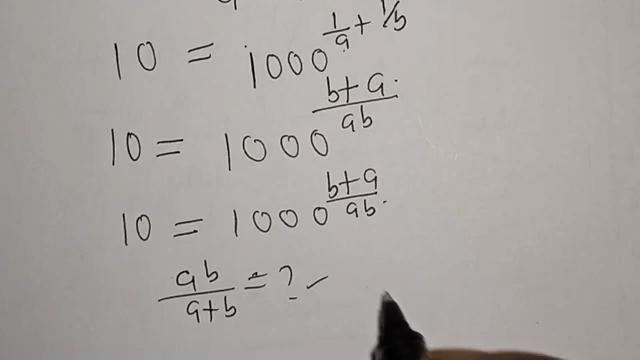 10 = 1000^(1/a + 1/b)
10 = 1000^((b+a)/ab)
10 = 1000^((b+a)/ab)
ab/(a+b) = ? ✓